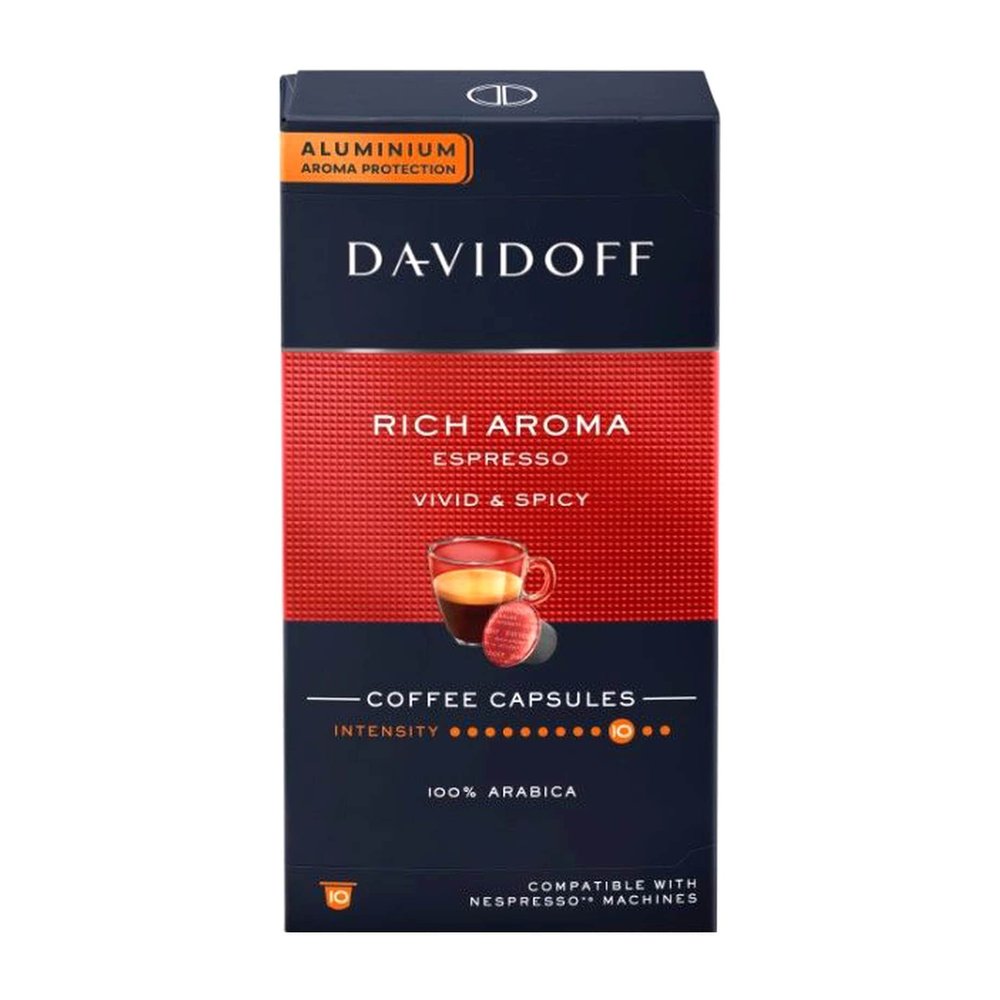 ALUMINIUM
AROMA PROTECTION
DAVIDOFF
RICH AROMA
ESPRESSO
VIVID & SPICY
COFFEE CAPSULES
INTENSITY 10
100% ARABICA
10
COMPATIBLE WITH
NESPRESSO™® MACHINES